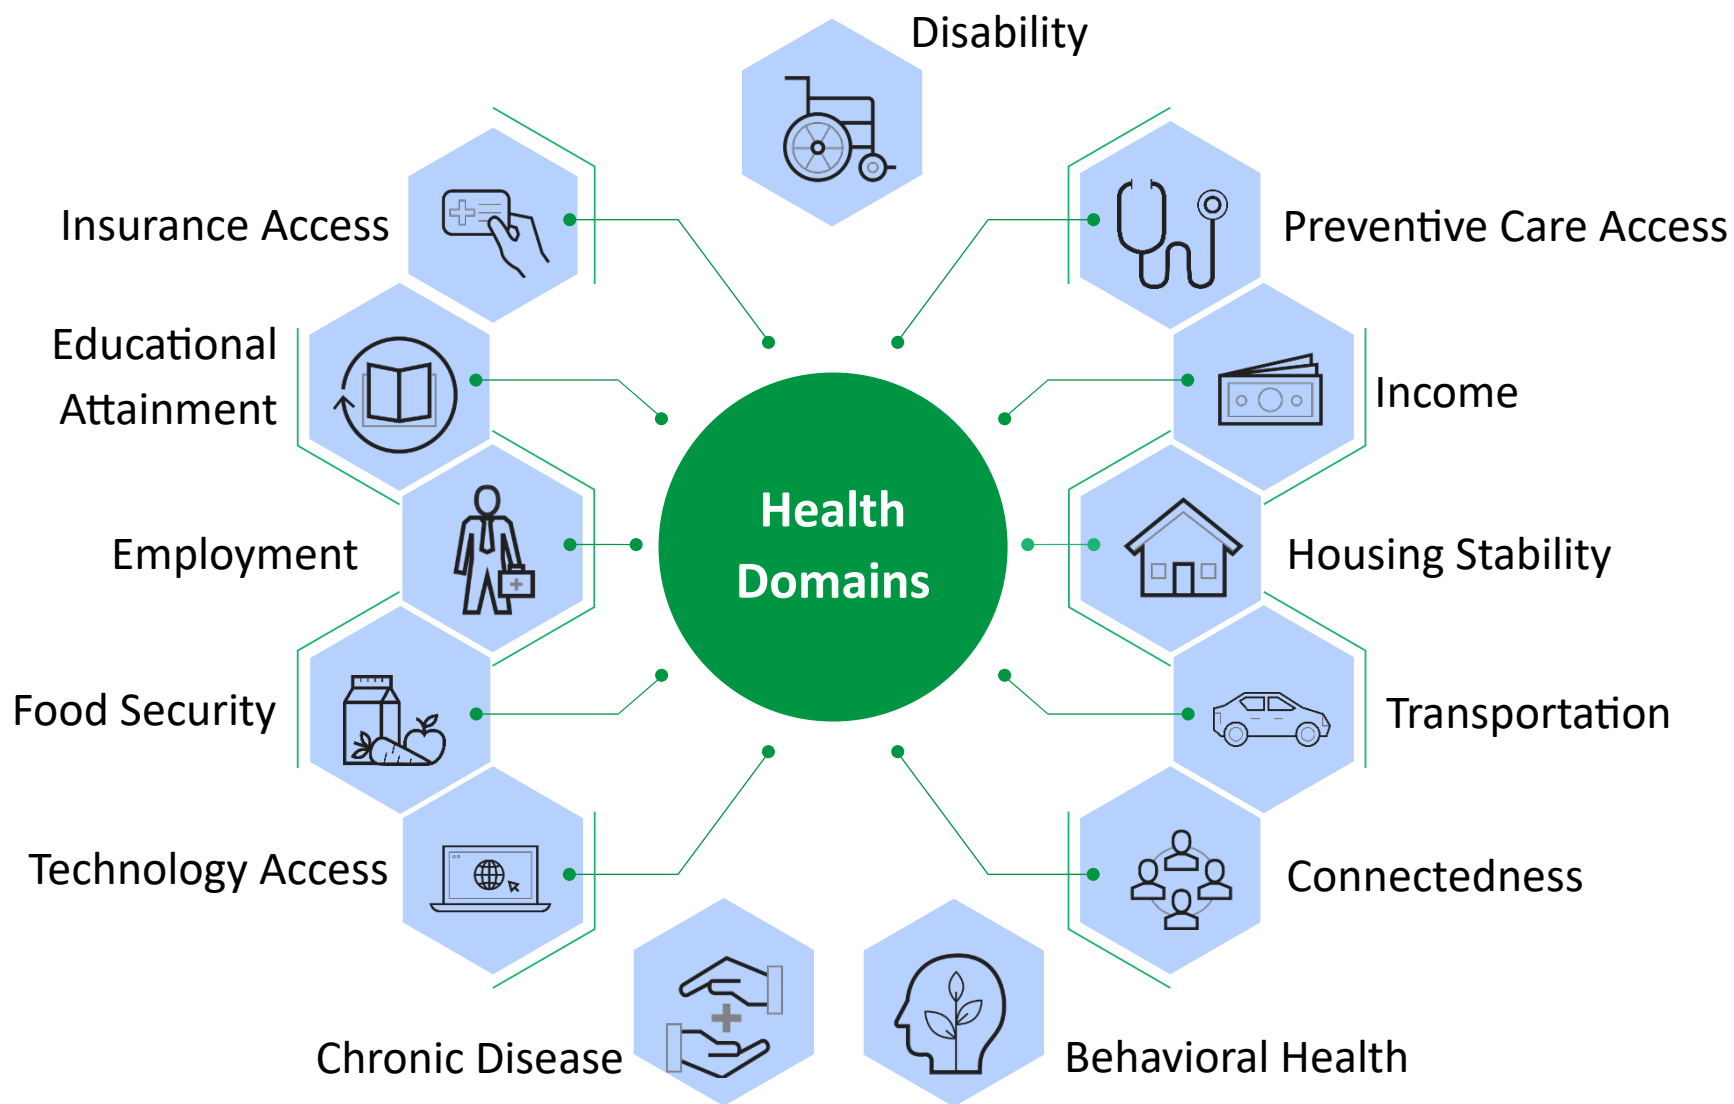 Disability
Insurance Access
Preventive Care Access
Educational
Attainment
Income
Health
Domains
Employment
Housing Stability
Food Security
Transportation
Technology Access
Connectedness
Chronic Disease
Behavioral Health